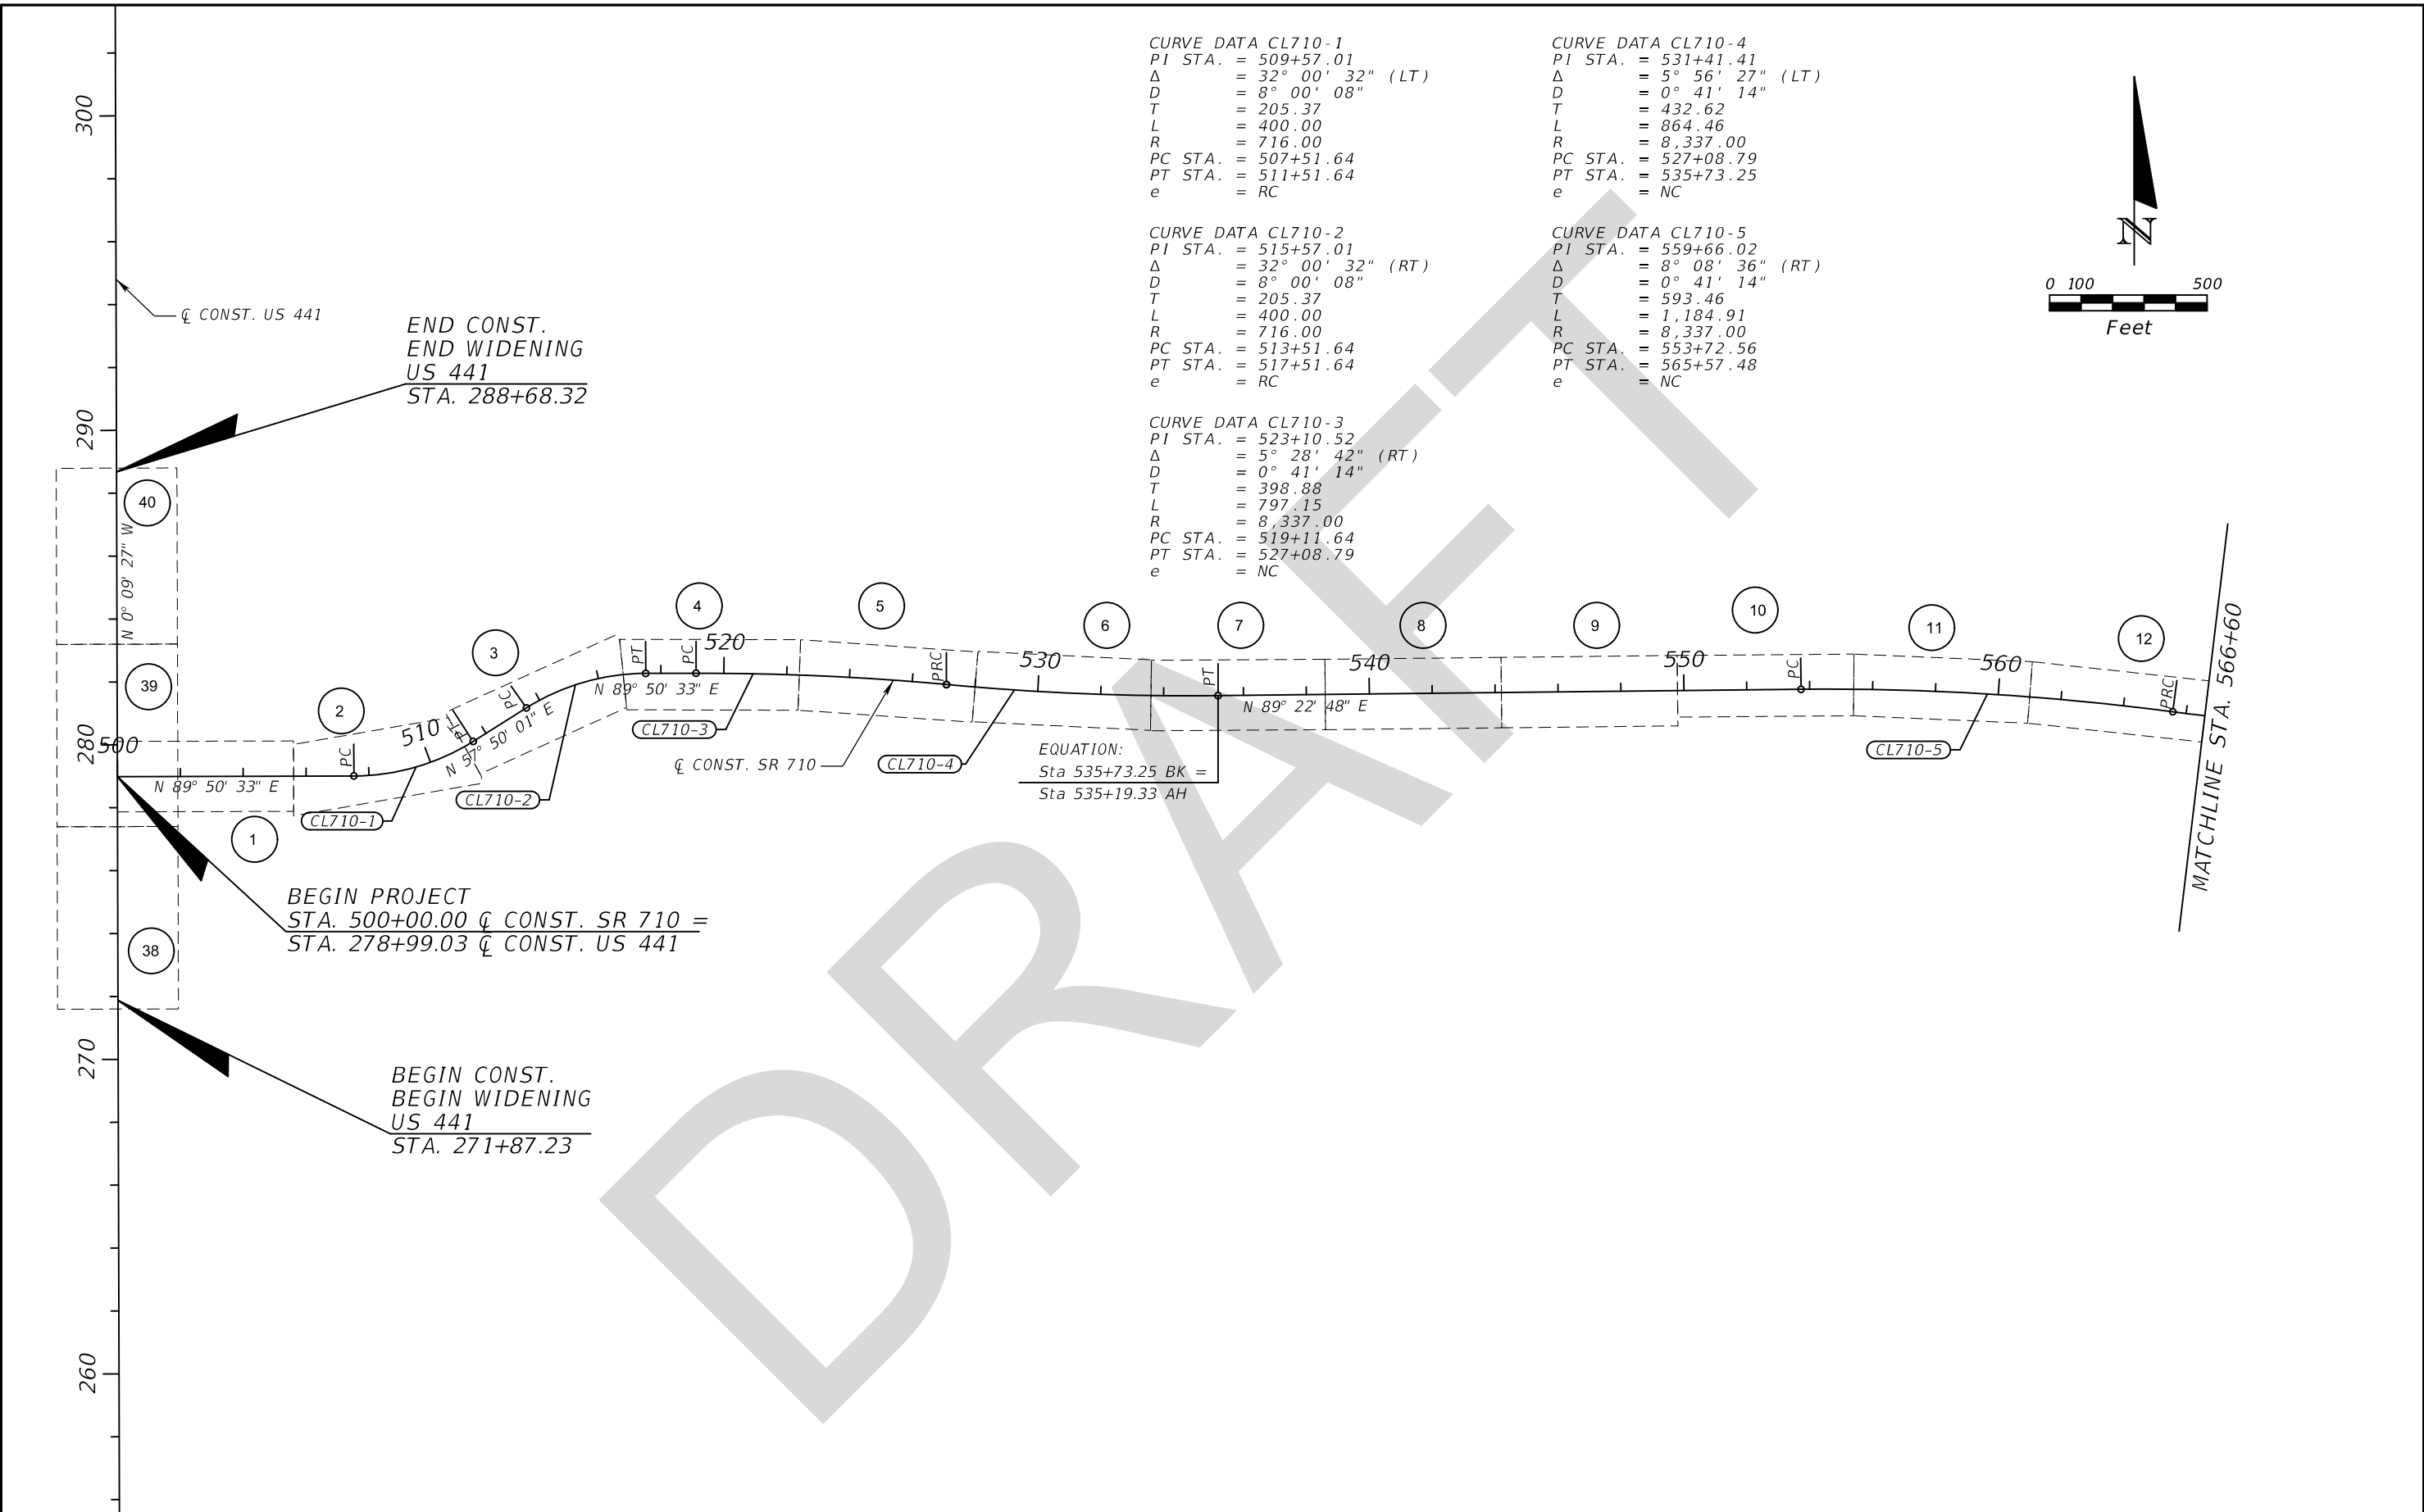 CURVE DATA CL710-1
PI STA. = 509+57.01
Δ = 32° 00' 32" (LT)
D = 8° 00' 08"
T = 205.37
L = 400.00
R = 716.00
PC STA. = 507+51.64
PT STA. = 511+51.64
e = RC
CURVE DATA CL710-2
PI STA. = 515+57.01
Δ = 32° 00' 32" (RT)
D = 8° 00' 08"
T = 205.37
L = 400.00
R = 716.00
PC STA. = 513+51.64
PT STA. = 517+51.64
e = RC
CURVE DATA CL710-3
PI STA. = 523+10.52
Δ = 5° 28' 42" (RT)
D = 0° 41' 14"
T = 398.88
L = 797.15
R = 8,337.00
PC STA. = 519+11.64
PT STA. = 527+08.79
e = NC
CURVE DATA CL710-4
PI STA. = 531+41.41
Δ = 5° 56' 27" (LT)
D = 0° 41' 14"
T = 432.62
L = 864.46
R = 8,337.00
PC STA. = 527+08.79
PT STA. = 535+73.25
e = NC
CURVE DATA CL710-5
PI STA. = 559+66.02
Δ = 8° 08' 36" (RT)
D = 0° 41' 14"
T = 593.46
L = 1,184.91
R = 8,337.00
PC STA. = 553+72.56
PT STA. = 565+57.48
e = NC
N
0 100 500
Feet
300
290
280
270
260
℄ CONST. US 441
END CONST.
END WIDENING
US 441
STA. 288+68.32
40
N 0° 09' 27" W
39
38
500
N 89° 50' 33" E
1
2
PC
CL710-1
510
PT
N 57° 50' 01" E
3
PC
CL710-2
PT
N 89° 50' 33" E
4
PC
520
CL710-3
5
℄ CONST. SR 710
PRC
CL710-4
530
6
7
PT
N 89° 22' 48" E
EQUATION:
Sta 535+73.25 BK =
Sta 535+19.33 AH
540
8
9
550
10
PC
11
560
CL710-5
12
PRC
MATCHLINE STA. 566+60
BEGIN PROJECT
STA. 500+00.00 ℄ CONST. SR 710 =
STA. 278+99.03 ℄ CONST. US 441
BEGIN CONST.
BEGIN WIDENING
US 441
STA. 271+87.23
DRAFT